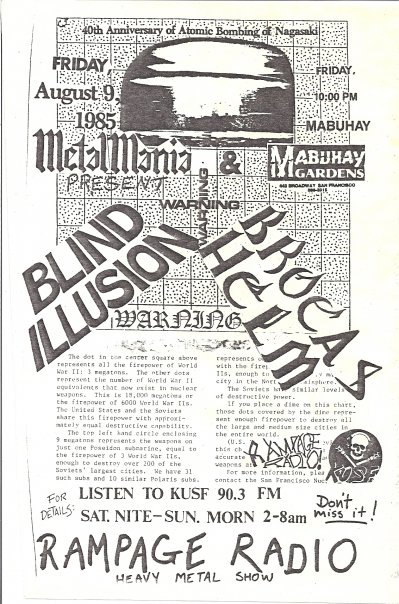 40th Anniversary of Atomic Bombing of Nagasaki
FRIDAY,
August 9,
1985
FRIDAY,
10:00 PM
MABUHAY
Metal Mania
PRESENT
&
MABUHAY
GARDENS
443 BROADWAY SAN FRANCISCO
WARNING
WARNING
BLIND
ILLUSION
BROCAS
HELM
WARNING
The dot in the center square above
represents all the firepower of World
War II: 3 megatons. The other dots
represent the number of World War II
equivalents that now exist in nuclear
weapons. This is 18,000 megatons or
the firepower of 6000 World War IIs.
The United States and the Soviets
share this firepower with approxi-
mately equal destructive capability.
The top left hand circle enclosing
9 megatons represents the weapons on
just one Poseidon submarine, equal to
the firepower of 3 World War IIs,
enough to destroy over 200 of the
Soviets' largest cities. We have 31
such subs and 10 similar Polaris subs.
represents
with the fire
IIs, enough
city in the Nort
The Soviets similar levels
of destructive power.
If you place a dime on this chart,
those dots covered by the dime repre-
sent enough firepower to destroy all
the large and medium size cities in
the entire world.
(U.S.
this ch
accurate
weapons
For more information, plea
contact the San Francisco Nuc
RAMPAGE
RADIO!
KUSF
FOR
DETAILS:
LISTEN TO KUSF 90.3 FM
SAT. NITE–SUN. MORN 2-8am
Don't
miss it!
RAMPAGE RADIO
HEAVY METAL SHOW